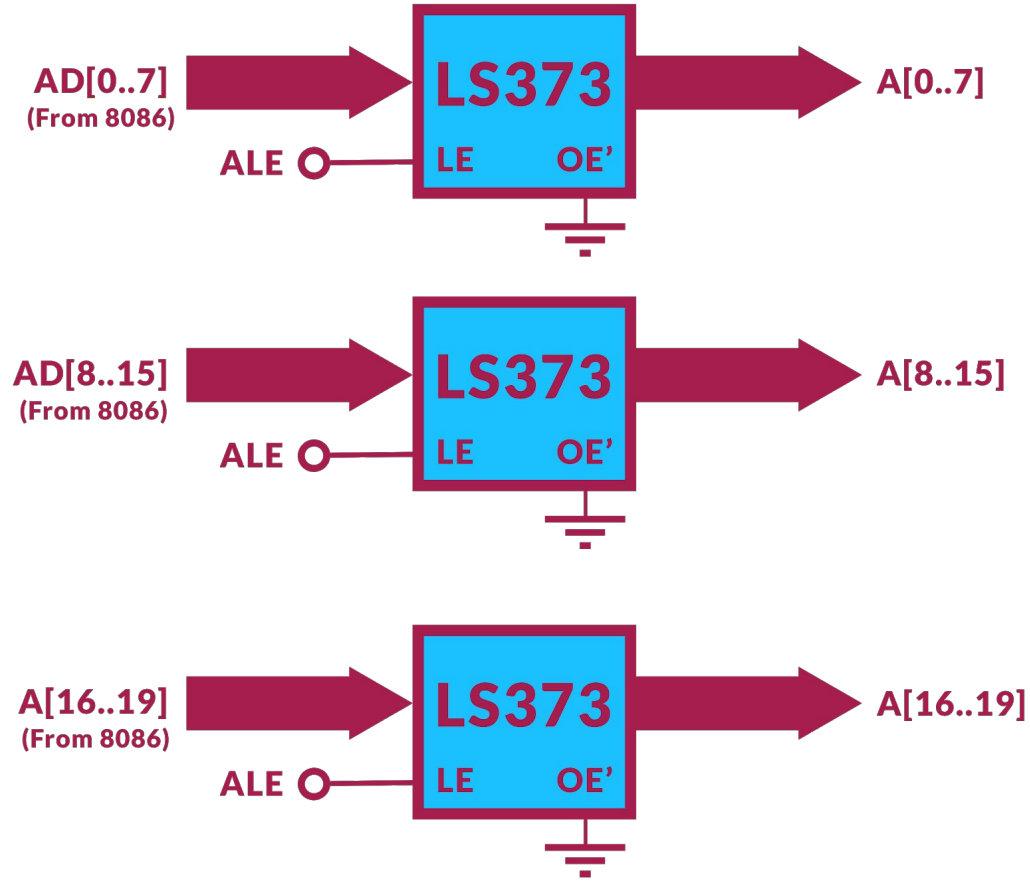 AD[0..7]
(From 8086)
LS373
A[0..7]
ALE
LE
OE’
AD[8..15]
(From 8086)
LS373
A[8..15]
ALE
LE
OE’
A[16..19]
(From 8086)
LS373
A[16..19]
ALE
LE
OE’